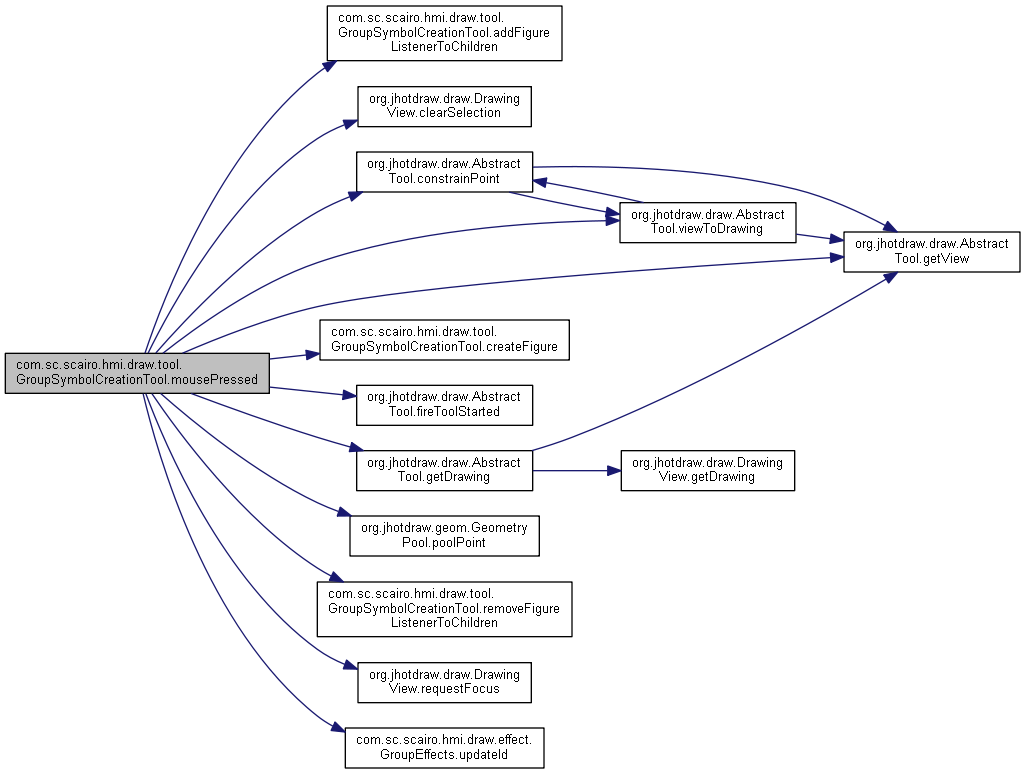 com.sc.scairo.hmi.draw.tool.
GroupSymbolCreationTool.addFigure
ListenerToChildren
org.jhotdraw.draw.Drawing
View.clearSelection
org.jhotdraw.draw.Abstract
Tool.constrainPoint
org.jhotdraw.draw.Abstract
Tool.viewToDrawing
org.jhotdraw.draw.Abstract
Tool.getView
com.sc.scairo.hmi.draw.tool.
GroupSymbolCreationTool.createFigure
com.sc.scairo.hmi.draw.tool.
GroupSymbolCreationTool.mousePressed
org.jhotdraw.draw.Abstract
Tool.fireToolStarted
org.jhotdraw.draw.Abstract
Tool.getDrawing
org.jhotdraw.draw.Drawing
View.getDrawing
org.jhotdraw.geom.Geometry
Pool.poolPoint
com.sc.scairo.hmi.draw.tool.
GroupSymbolCreationTool.removeFigure
ListenerToChildren
org.jhotdraw.draw.Drawing
View.requestFocus
com.sc.scairo.hmi.draw.effect.
GroupEffects.updateId